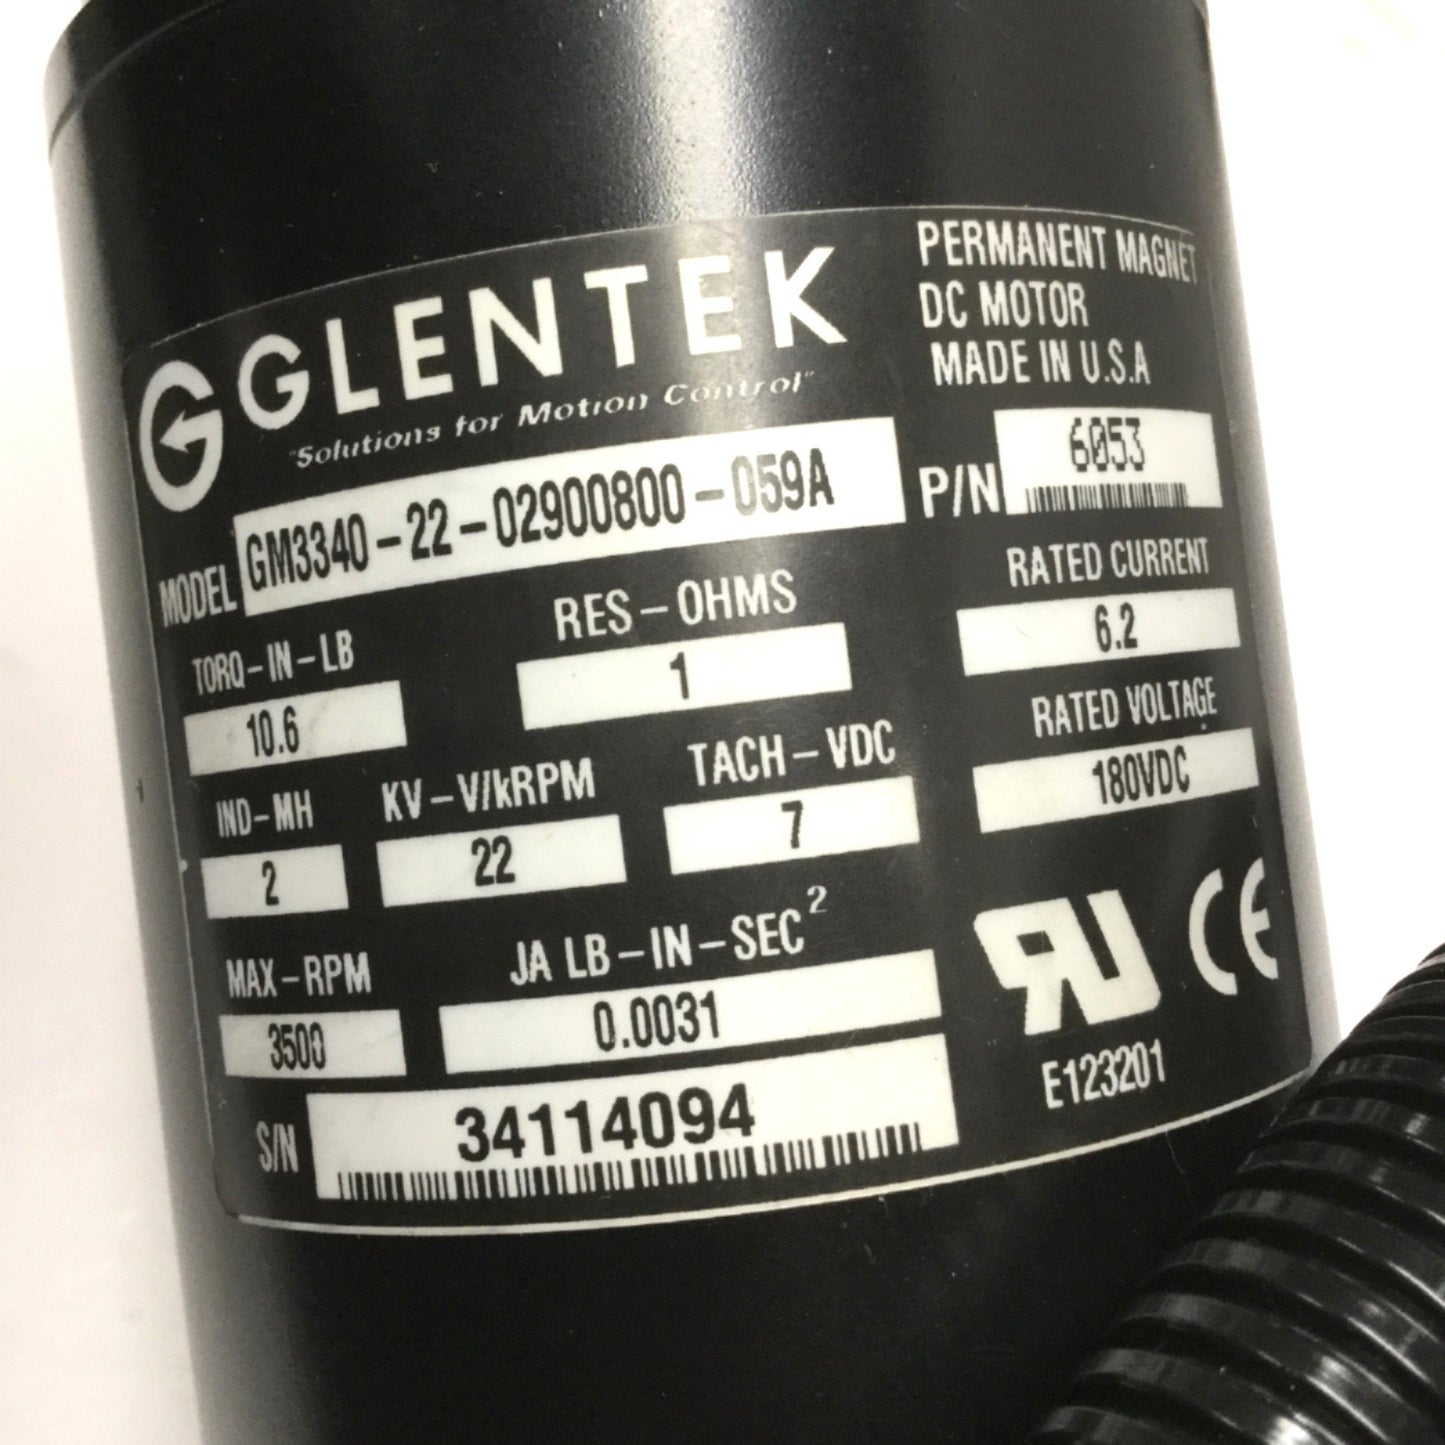 GLENTEK
"Solutions for Motion Control"
PERMANENT MAGNET
DC MOTOR
MADE IN U.S.A
MODEL GM3340-22-02900800-059A
P/N 6053
TORQ-IN-LB
10.6
RES-OHMS
1
RATED CURRENT
6.2
IND-MH
2
KV-V/kRPM
22
TACH-VDC
7
RATED VOLTAGE
180VDC
MAX-RPM
3500
JA LB-IN-SEC²
0.0031
S/N 34114094
RU CE
E123201